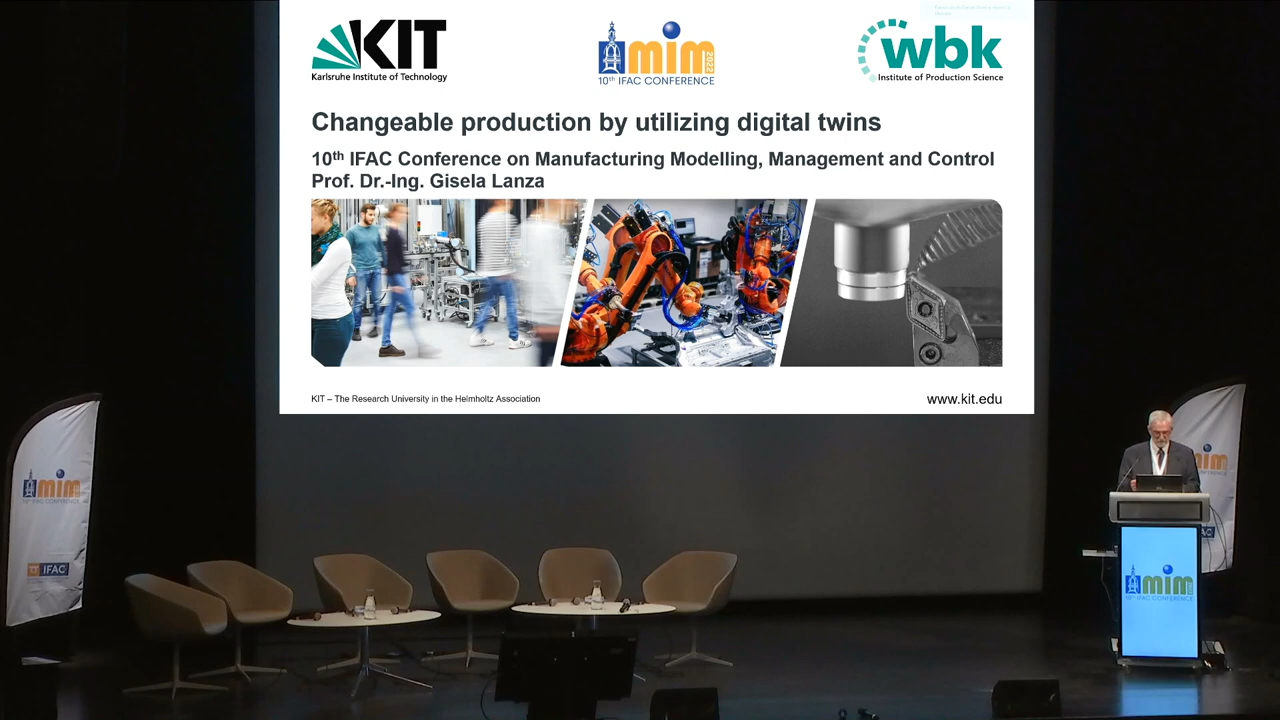 KIT
Karlsruhe Institute of Technology
mim 2022
10th IFAC CONFERENCE
wbk
Institute of Production Science
Changeable production by utilizing digital twins
10th IFAC Conference on Manufacturing Modelling, Management and Control
Prof. Dr.-Ing. Gisela Lanza
KIT – The Research University in the Helmholtz Association
www.kit.edu
mim
10th IFAC CONFERENCE
IFAC
mim
10th IFAC CONFERENCE